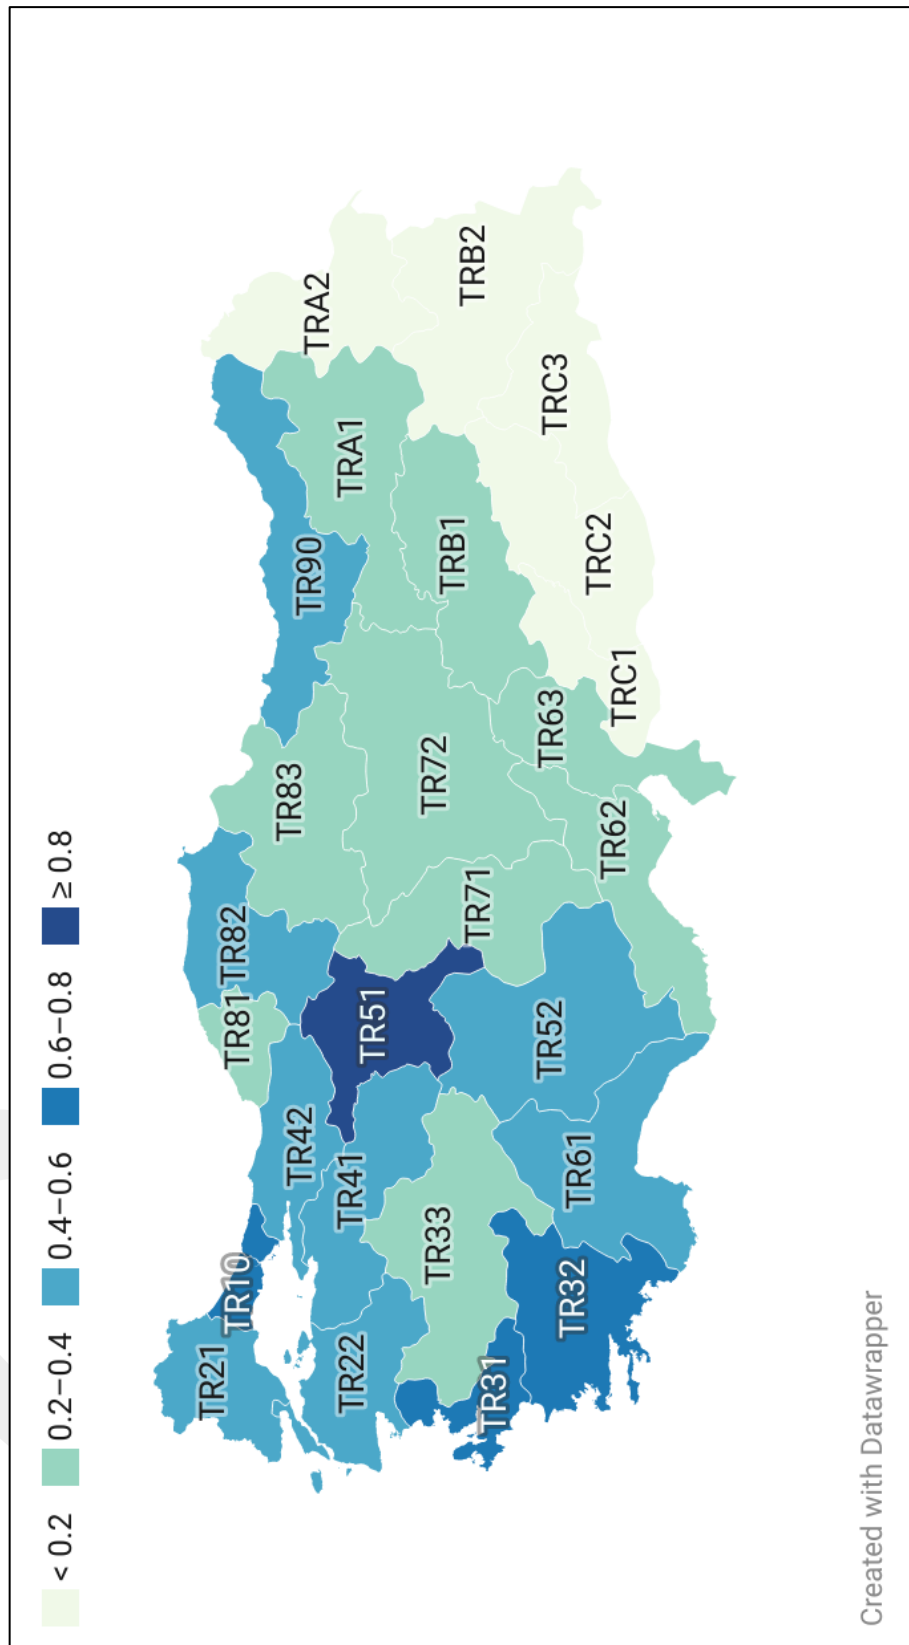 < 0.2 0.2–0.4 0.4–0.6 0.6–0.8 ≥ 0.8
TR21
TR10
TR81
TR82
TR42
TR83
TR90
TRA2
TR22
TR41
TR51
TRA1
TR33
TR72
TRB1
TRB2
TR71
TR31
TR32
TR61
TR52
TR63
TRC3
TR62
TRC1
TRC2
Created with Datawrapper